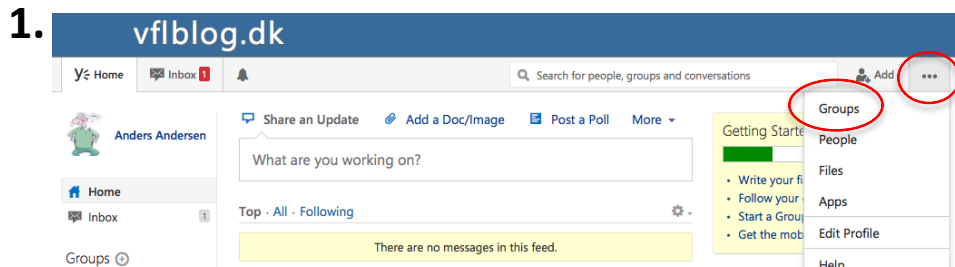 1.
vflblog.dk
Home Inbox 1 Search for people, groups and conversations Add •••
Groups
People
Files
Apps
Edit Profile
Help
Anders Andersen
Home
Inbox 1
Groups
Share an Update Add a Doc/Image Post a Poll More
What are you working on?
Top · All · Following
There are no messages in this feed.
Getting Starte
• Write your fi
• Follow your
• Start a Grou
• Get the mob